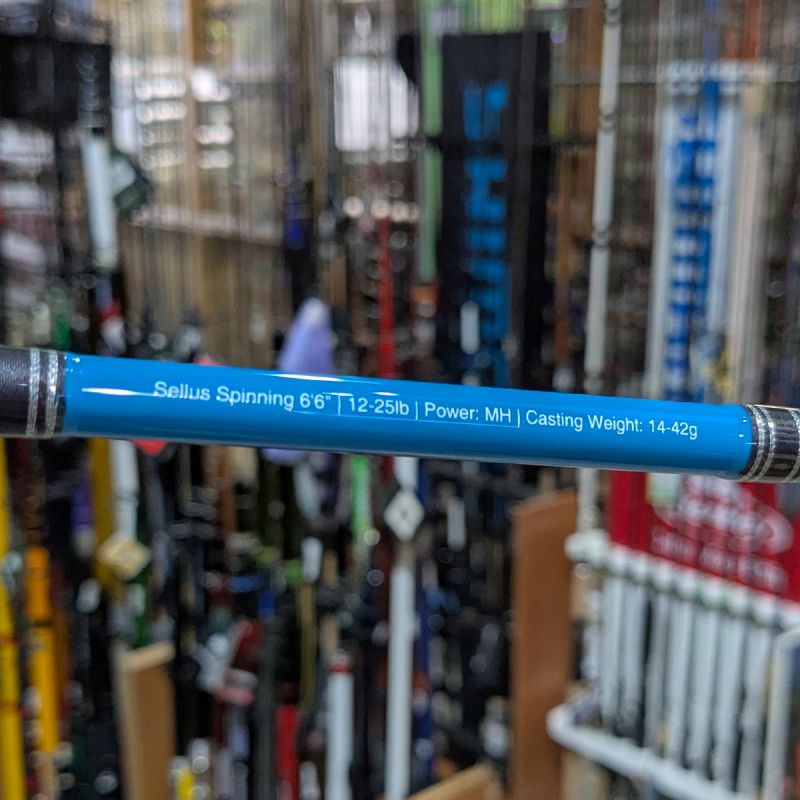 Sellus Spinning 6'6" | 12-25lb | Power: MH | Casting Weight: 14-42g